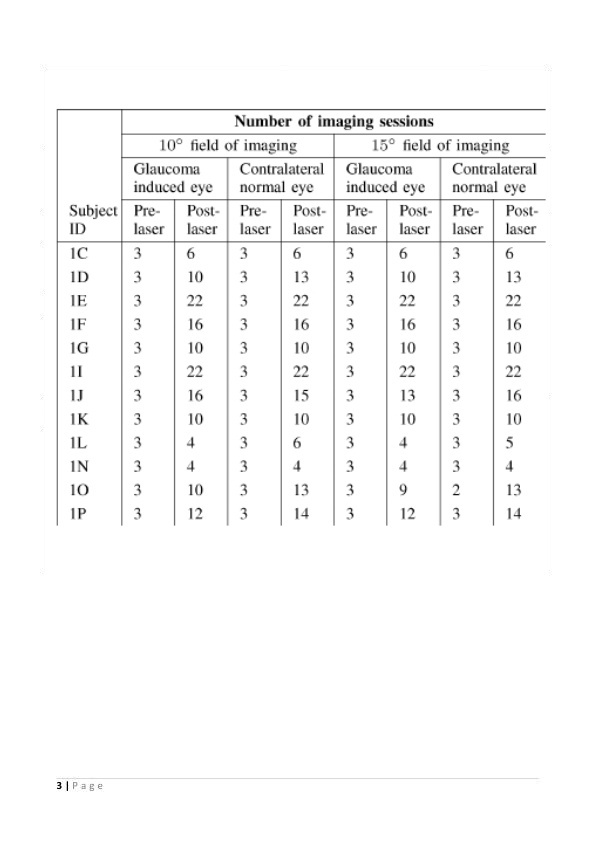 Number of imaging sessions
10° field of imaging 15° field of imaging
Glaucoma Contralateral Glaucoma Contralateral
induced eye normal eye induced eye normal eye
Subject Pre- Post- Pre- Post- Pre- Post- Pre- Post-
ID laser laser laser laser laser laser laser laser
1C 3 6 3 6 3 6 3 6
1D 3 10 3 13 3 10 3 13
1E 3 22 3 22 3 22 3 22
1F 3 16 3 16 3 16 3 16
1G 3 10 3 10 3 10 3 10
1I 3 22 3 22 3 22 3 22
1J 3 16 3 15 3 13 3 16
1K 3 10 3 10 3 10 3 10
1L 3 4 3 6 3 4 3 5
1N 3 4 3 4 3 4 3 4
1O 3 10 3 13 3 9 2 13
1P 3 12 3 14 3 12 3 14
3 | Page